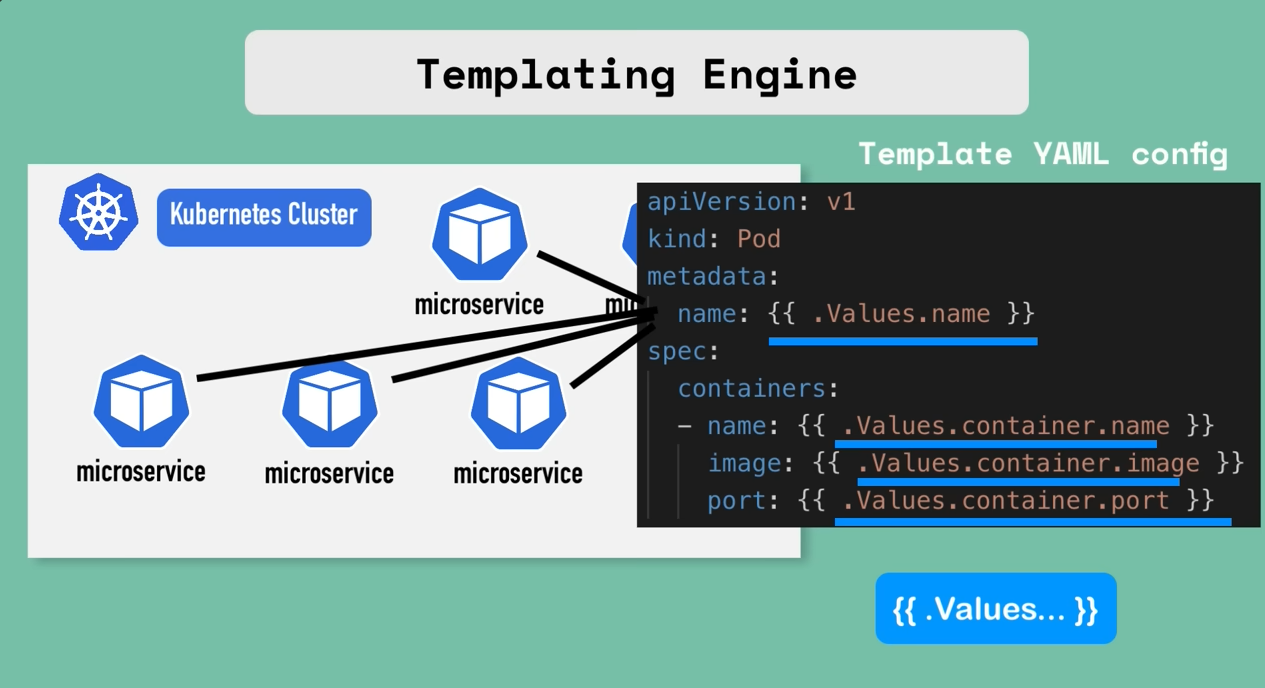 Templating Engine
Template YAML config
Kubernetes Cluster
microservice
microservice
microservice
microservice
apiVersion: v1
kind: Pod
metadata:
  name: {{ .Values.name }}
spec:
  containers:
  – name: {{ .Values.container.name }}
    image: {{ .Values.container.image }}
    port: {{ .Values.container.port }}
{{ .Values... }}